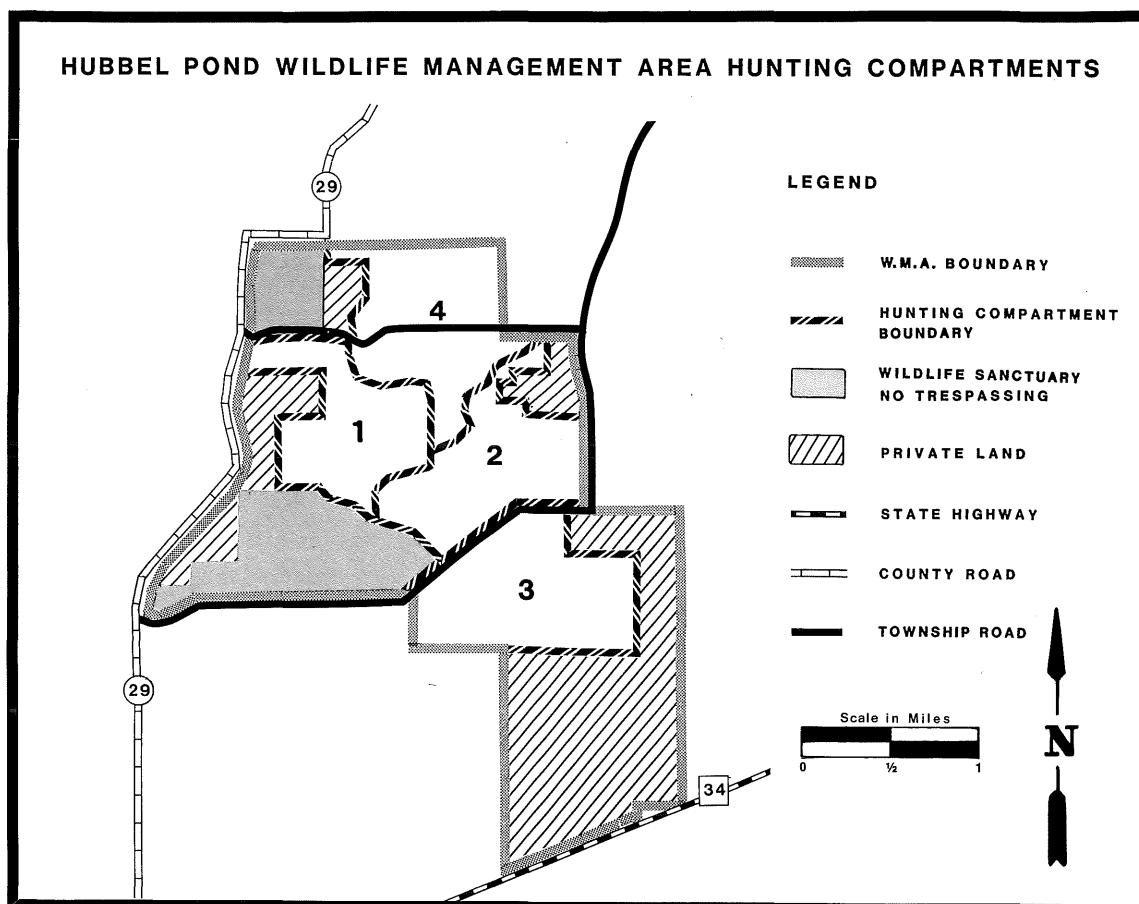 HUBBEL POND WILDLIFE MANAGEMENT AREA HUNTING COMPARTMENTS
29
4
1
2
3
29
34
LEGEND
W.M.A. BOUNDARY
HUNTING COMPARTMENT
BOUNDARY
WILDLIFE SANCTUARY
NO TRESPASSING
PRIVATE LAND
STATE HIGHWAY
COUNTY ROAD
TOWNSHIP ROAD
Scale in Miles
0 ½ 1
N